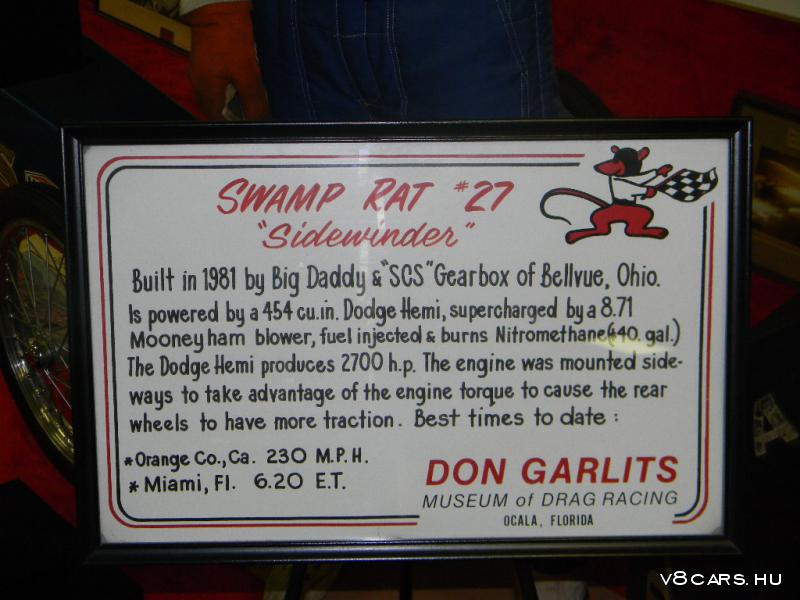 SWAMP RAT #27
"Sidewinder"
Built in 1981 by Big Daddy & "SCS" Gearbox of Bellvue, Ohio.
Is powered by a 454 cu.in. Dodge Hemi, supercharged by a 8.71
Mooneyham blower, fuel injected & burns Nitromethane ($40. gal.)
The Dodge Hemi produces 2700 h.p. The engine was mounted side-
ways to take advantage of the engine torque to cause the rear
wheels to have more traction. Best times to date :
*Orange Co., Ca. 230 M.P.H.
* Miami, Fl. 6.20 E.T.
DON GARLITS
MUSEUM of DRAG RACING
OCALA, FLORIDA
V8CARS.HU